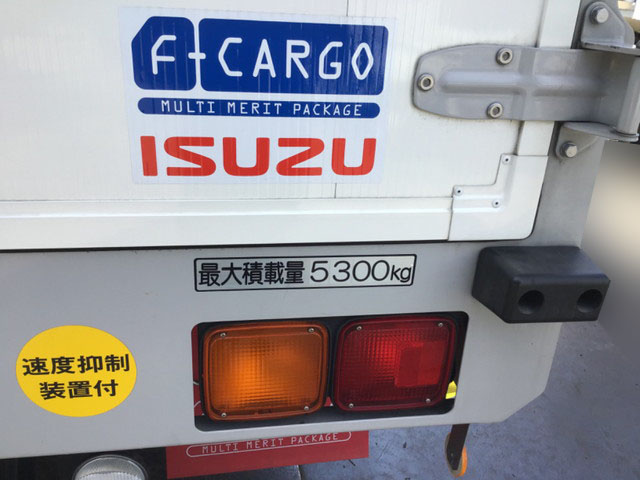 F-CARGO
MULTI MERIT PACKAGE
ISUZU
最大積載量 5300kg
速度抑制
装置付
MULTI MERIT PACKAGE